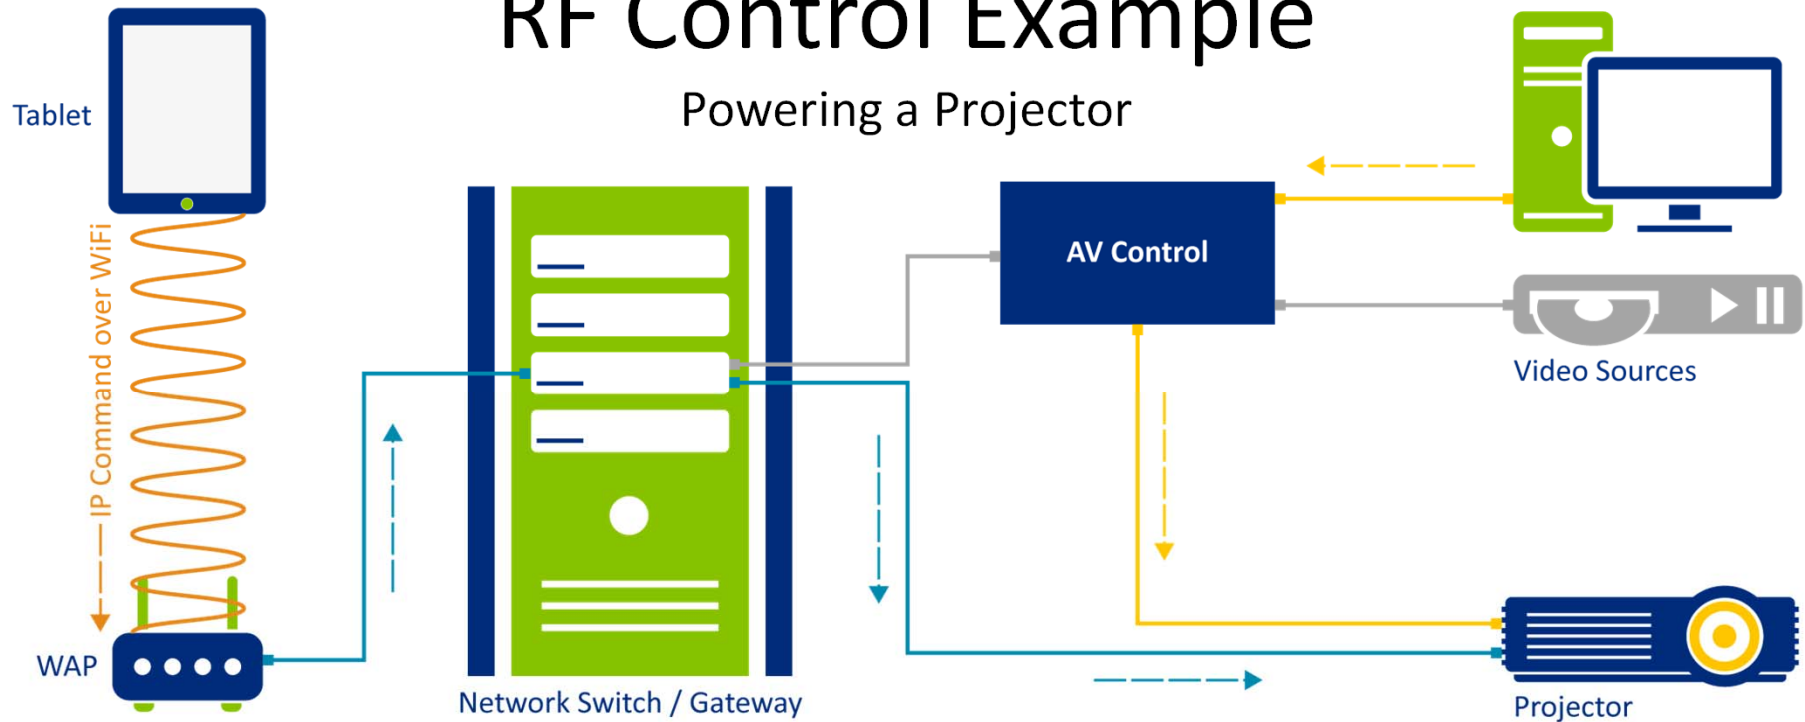 RF Control Example
Powering a Projector
Tablet
IP Command over WiFi
WAP
Network Switch / Gateway
AV Control
Video Sources
Projector